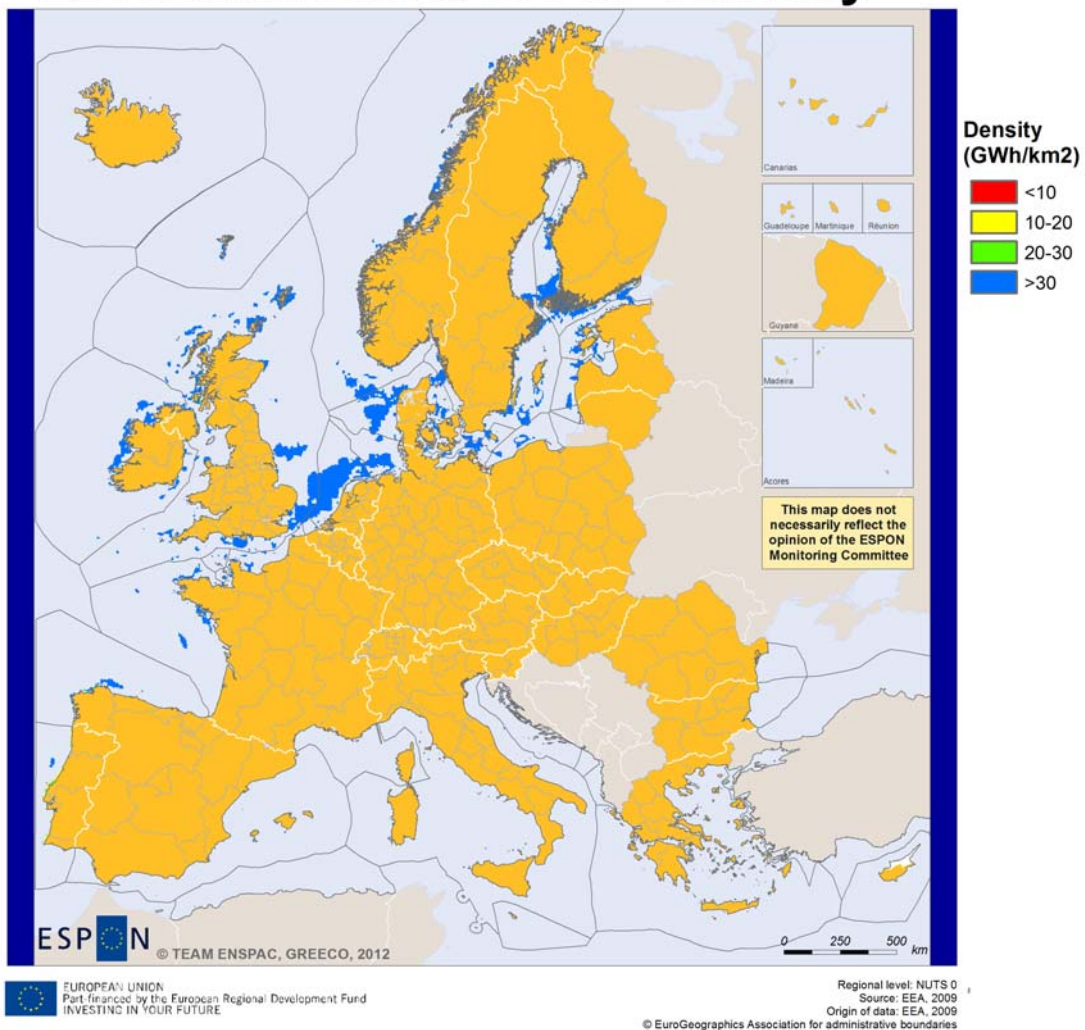 Density
(GWh/km2)
<10
10-20
20-30
>30
Canarias
Guadeloupe Martinique Réunion
Guyane
Madeira
Acores
This map does not
necessarily reflect the
opinion of the ESPON
Monitoring Committee
ESPON
© TEAM ENSPAC, GREECO, 2012
0 250 500 km
EUROPEAN UNION
Part-financed by the European Regional Development Fund
INVESTING IN YOUR FUTURE
Regional level: NUTS 0
Source: EEA, 2009
Origin of data: EEA, 2009
© EuroGeographics Association for administrative boundaries